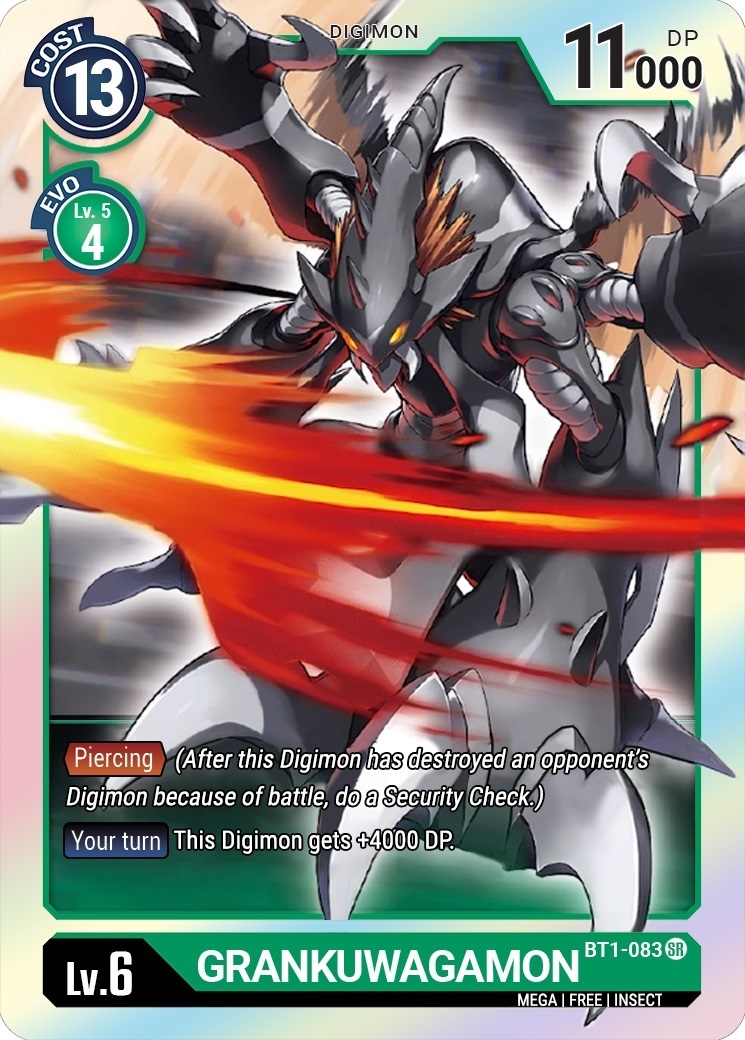 DIGIMON
COST
13
DP
11000
EVO
Lv. 5
4
Piercing (After this Digimon has destroyed an opponent's
Digimon because of battle, do a Security Check.)
Your turn This Digimon gets +4000 DP.
BT1-083 SR
Lv.6 GRANKUWAGAMON
MEGA | FREE | INSECT